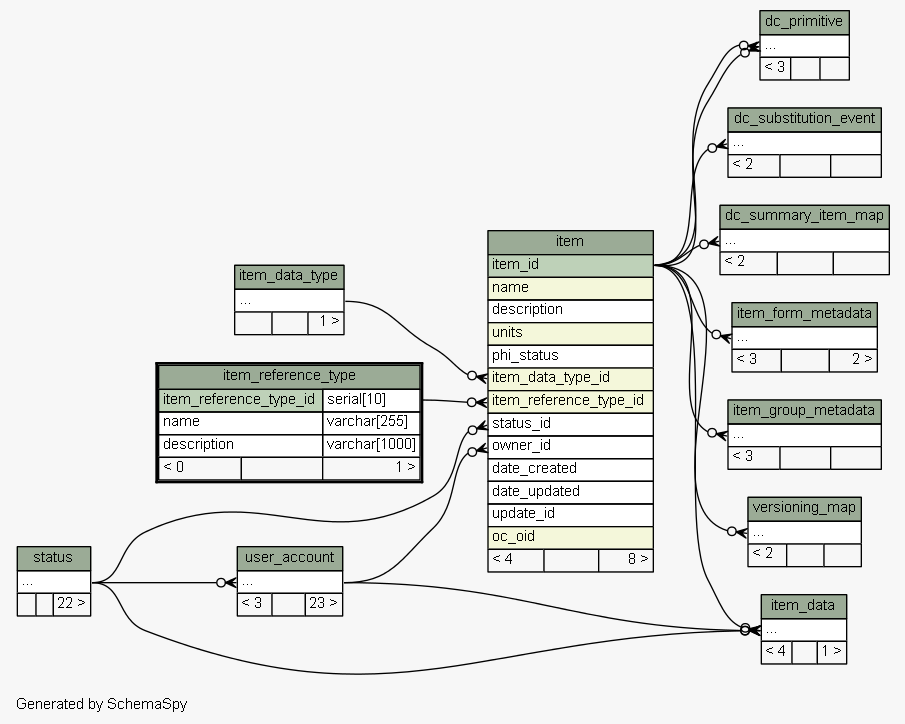 dc_primitive
...
< 3
dc_substitution_event
...
< 2
dc_summary_item_map
...
< 2
item_form_metadata
...
< 3 2 >
item_group_metadata
...
< 3
versioning_map
...
< 2
item_data
...
< 4 1 >
item
item_id
name
description
units
phi_status
item_data_type_id
item_reference_type_id
status_id
owner_id
date_created
date_updated
update_id
oc_oid
< 4 8 >
item_data_type
...
1 >
item_reference_type
item_reference_type_id serial[10]
name varchar[255]
description varchar[1000]
< 0 1 >
status
...
22 >
user_account
...
< 3 23 >
Generated by SchemaSpy